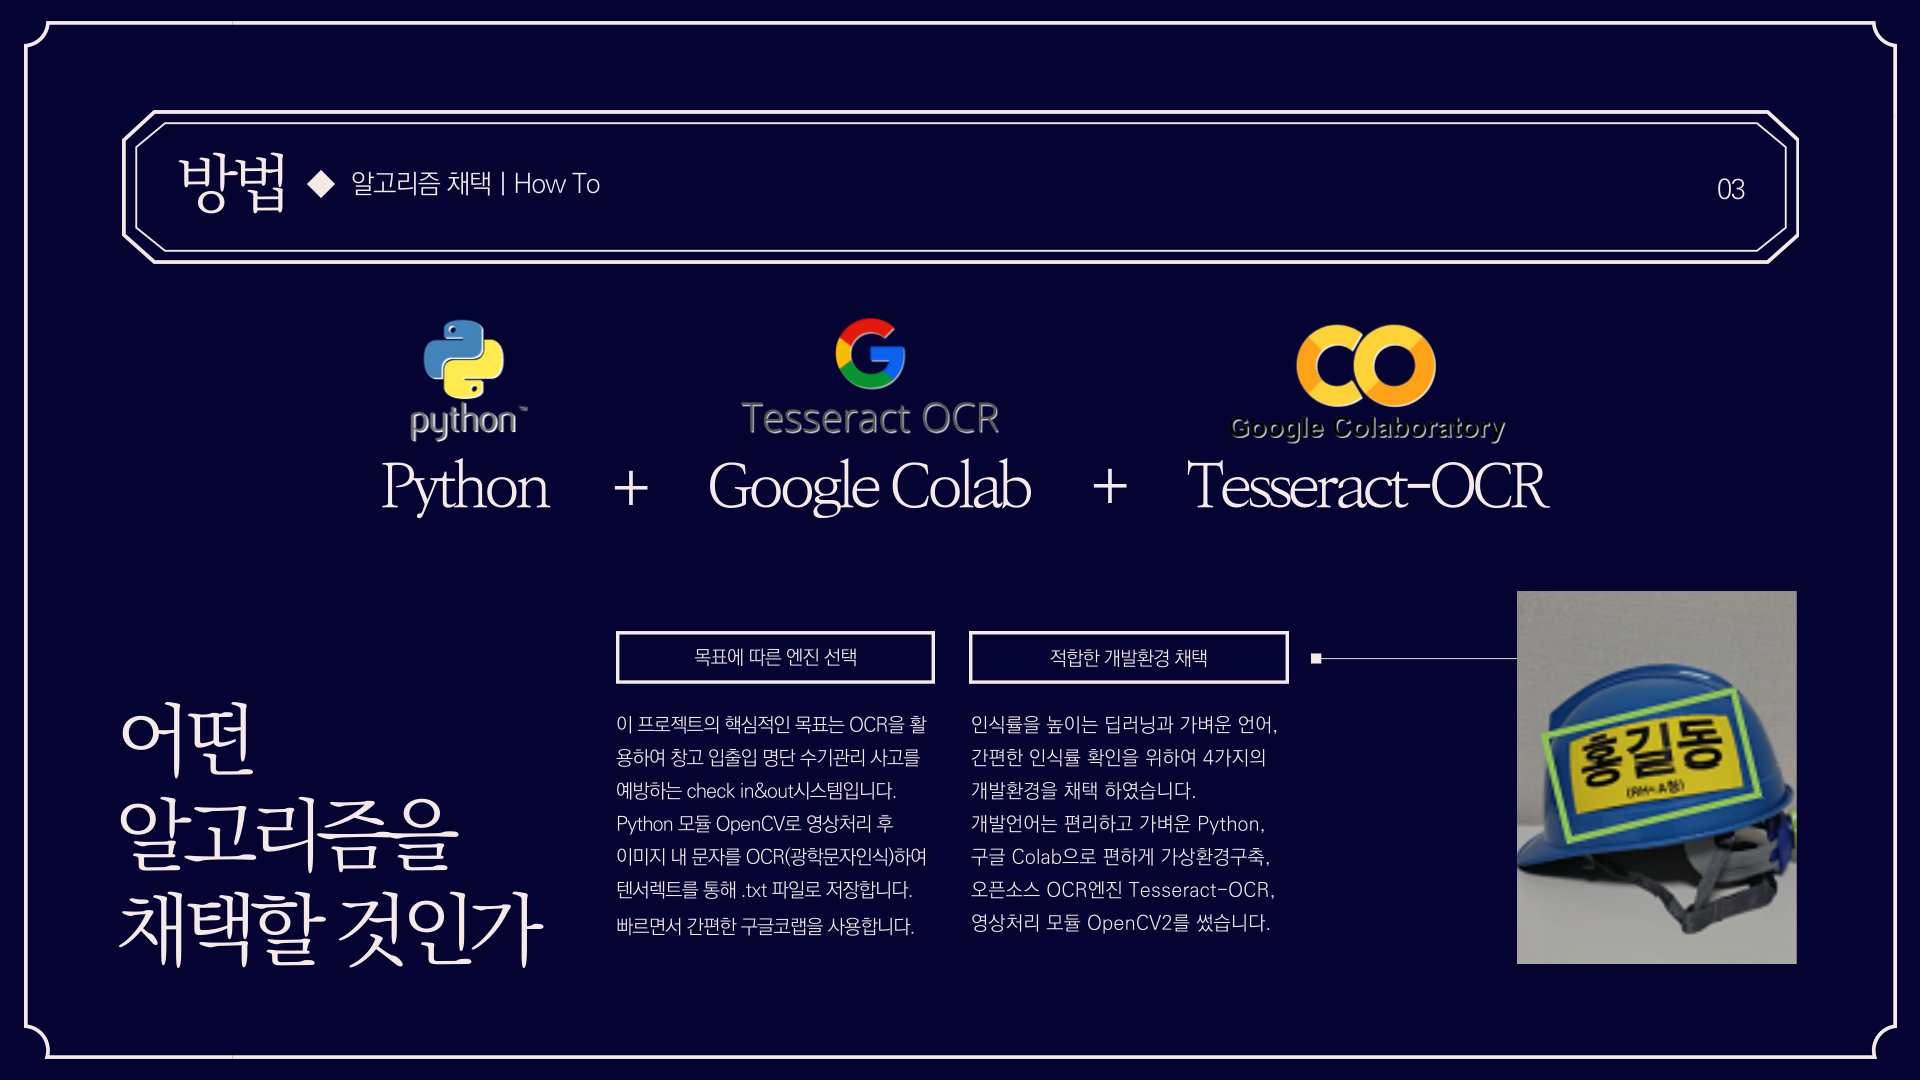 방법 ◆ 알고리즘 채택 | How To
03
python™
Tesseract OCR
Google Colaboratory
Python + Google Colab + Tesseract-OCR
어떤
알고리즘을
채택할 것인가
목표에 따른 엔진 선택
이 프로젝트의 핵심적인 목표는 OCR을 활
용하여 창고 입출입 명단 수기관리 사고를
예방하는 check in&out시스템입니다.
Python 모듈 OpenCV로 영상처리 후
이미지 내 문자를 OCR(광학문자인식)하여
텐서렉트를 통해 .txt 파일로 저장합니다.
빠르면서 간편한 구글코랩을 사용합니다.
적합한 개발환경 채택
인식률을 높이는 딥러닝과 가벼운 언어,
간편한 인식률 확인을 위하여 4가지의
개발환경을 채택 하였습니다.
개발언어는 편리하고 가벼운 Python,
구글 Colab으로 편하게 가상환경구축,
오픈소스 OCR엔진 Tesseract-OCR,
영상처리 모듈 OpenCV2를 썼습니다.
홍길동
(RH+ A형)